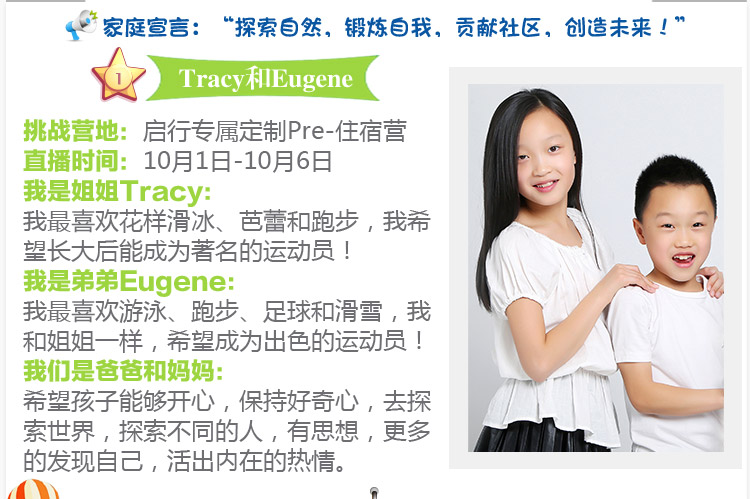 家庭宣言：“探索自然，锻炼自我，贡献社区，创造未来！”
1
Tracy和Eugene
挑战营地：启行专属定制Pre-住宿营
直播时间：10月1日-10月6日
我是姐姐Tracy：
我最喜欢花样滑冰、芭蕾和跑步，我希
望长大后能成为著名的运动员！
我是弟弟Eugene：
我最喜欢游泳、跑步、足球和滑雪，我
和姐姐一样，希望成为出色的运动员！
我们是爸爸和妈妈：
希望孩子能够开心，保持好奇心，去探
索世界，探索不同的人，有思想，更多
的发现自己，活出内在的热情。